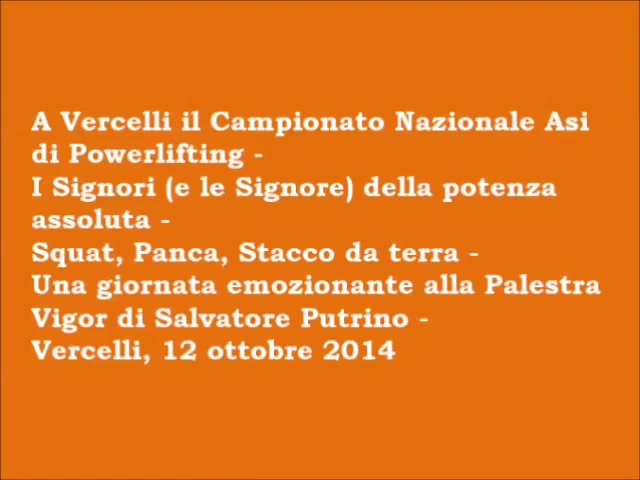 A Vercelli il Campionato Nazionale Asi
di Powerlifting -
I Signori (e le Signore) della potenza
assoluta -
Squat, Panca, Stacco da terra -
Una giornata emozionante alla Palestra
Vigor di Salvatore Putrino -
Vercelli, 12 ottobre 2014